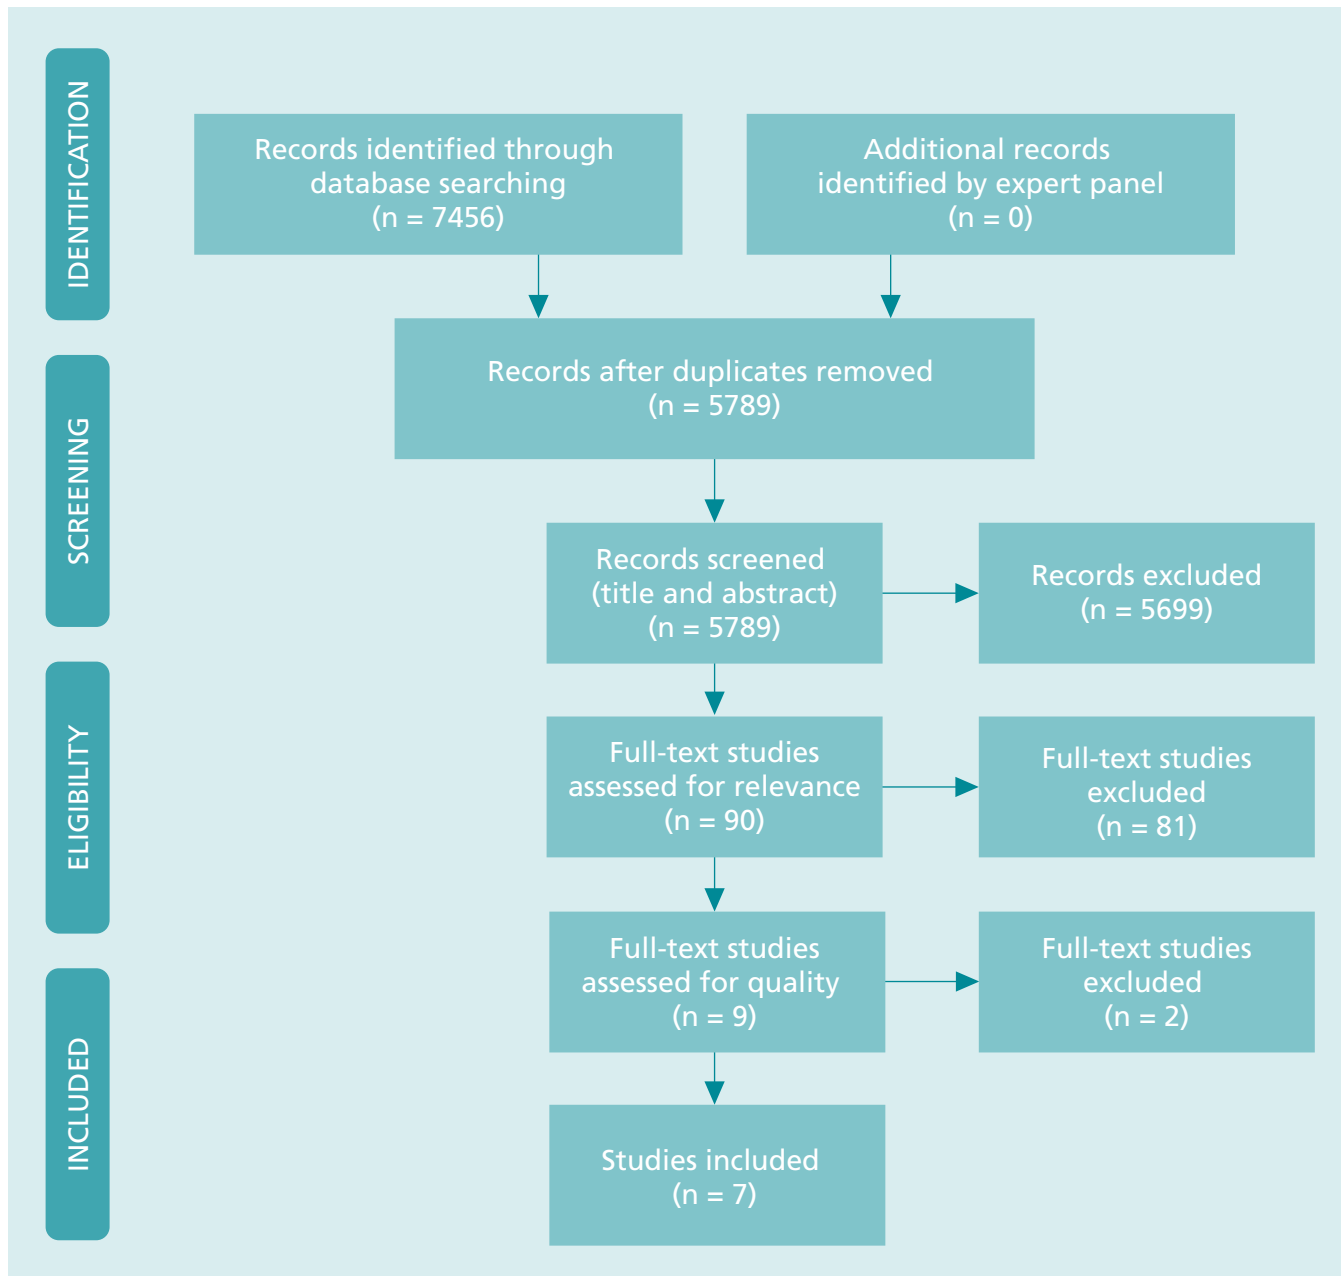 IDENTIFICATION
Records identified through
database searching
(n = 7456)
Additional records
identified by expert panel
(n = 0)
Records after duplicates removed
(n = 5789)
SCREENING
Records screened
(title and abstract)
(n = 5789)
Records excluded
(n = 5699)
ELIGIBILITY
Full-text studies
assessed for relevance
(n = 90)
Full-text studies
excluded
(n = 81)
Full-text studies
assessed for quality
(n = 9)
Full-text studies
excluded
(n = 2)
INCLUDED
Studies included
(n = 7)